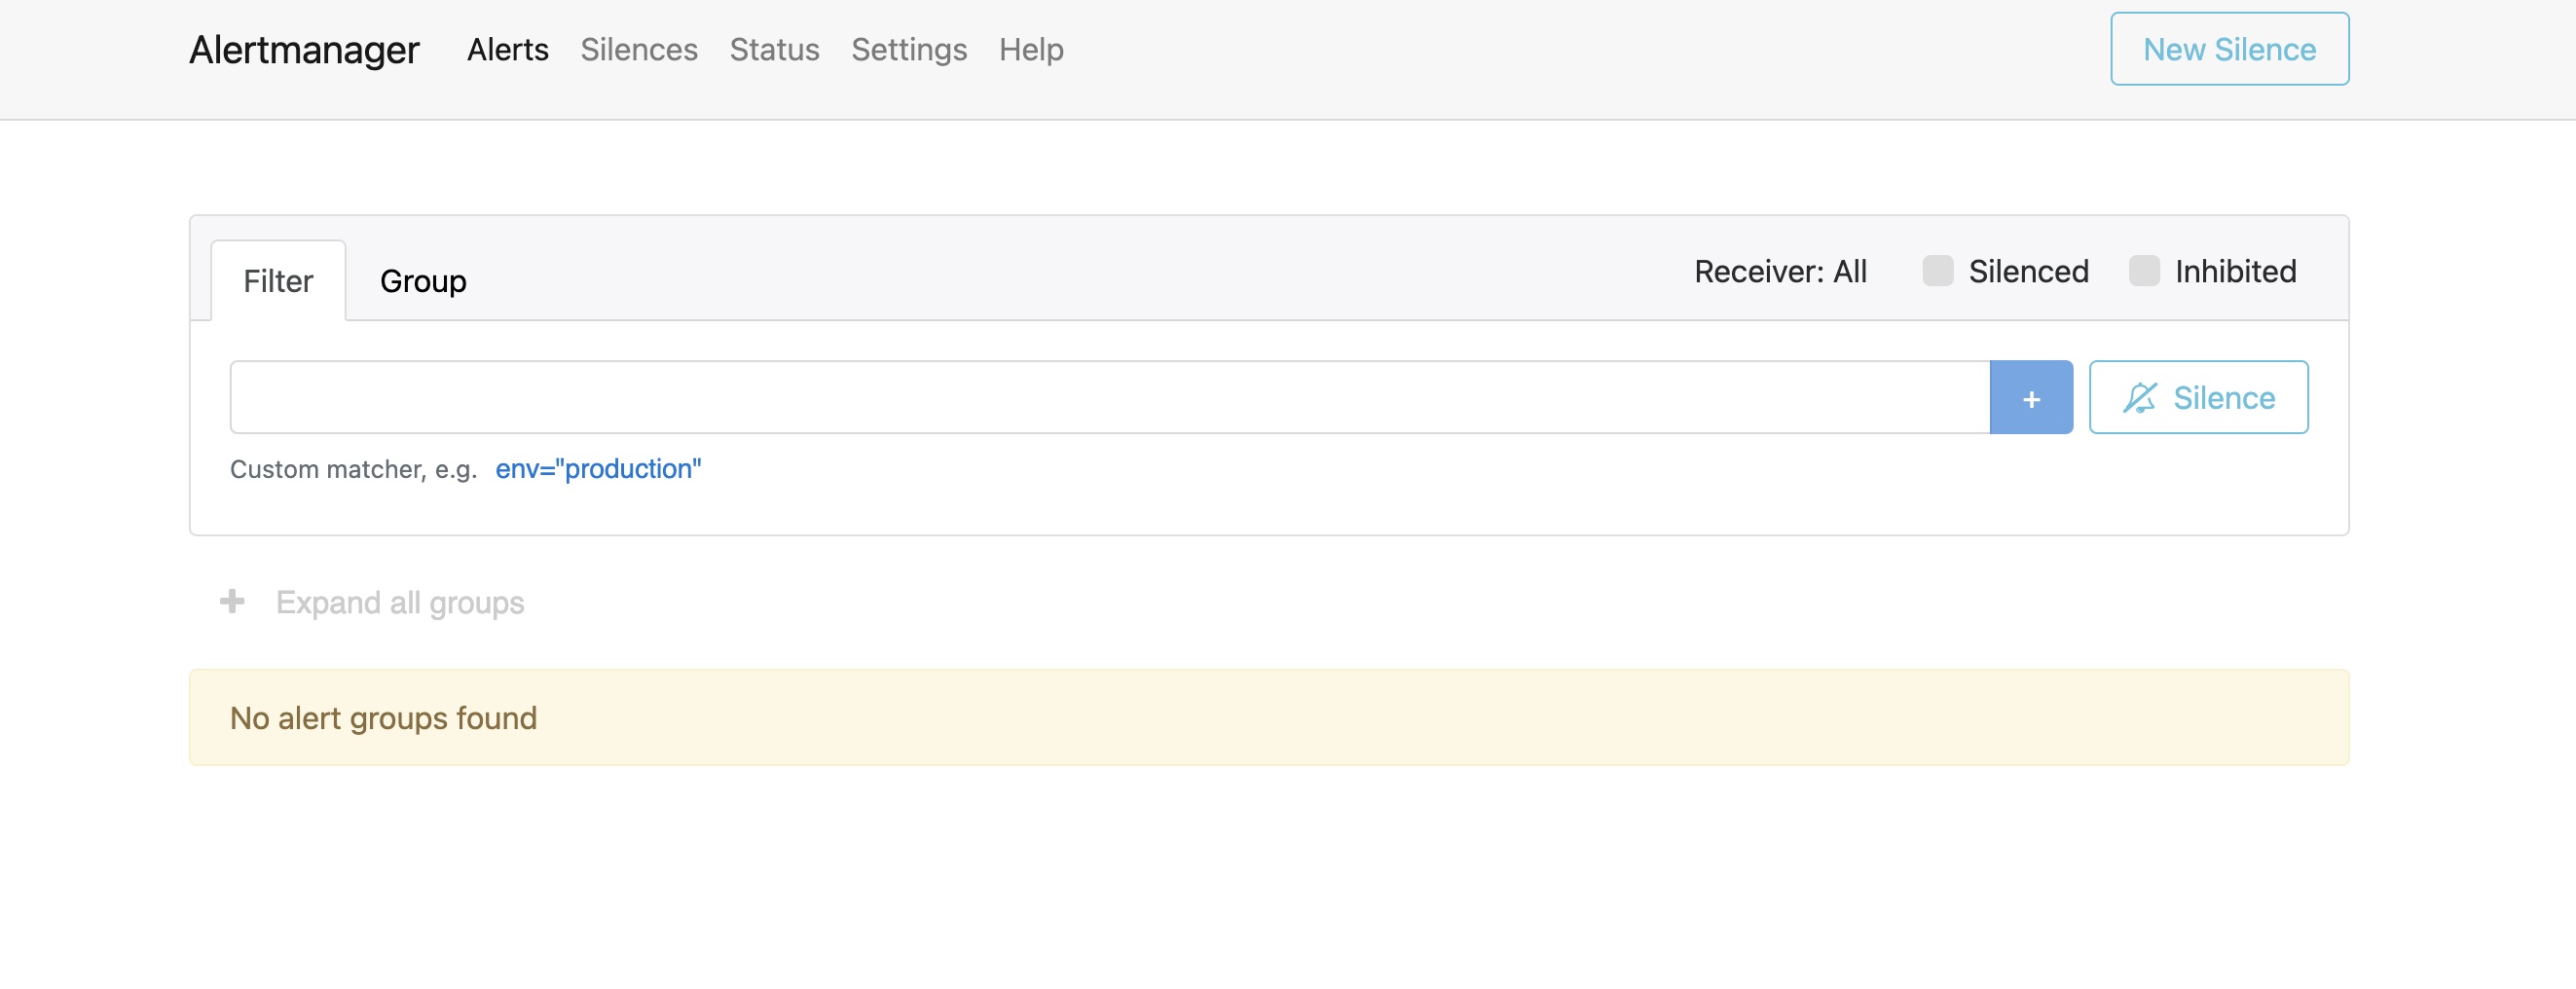 Alertmanager Alerts Silences Status Settings Help New Silence
Filter Group Receiver: All Silenced Inhibited
+ Silence
Custom matcher, e.g. env="production"
+ Expand all groups
No alert groups found